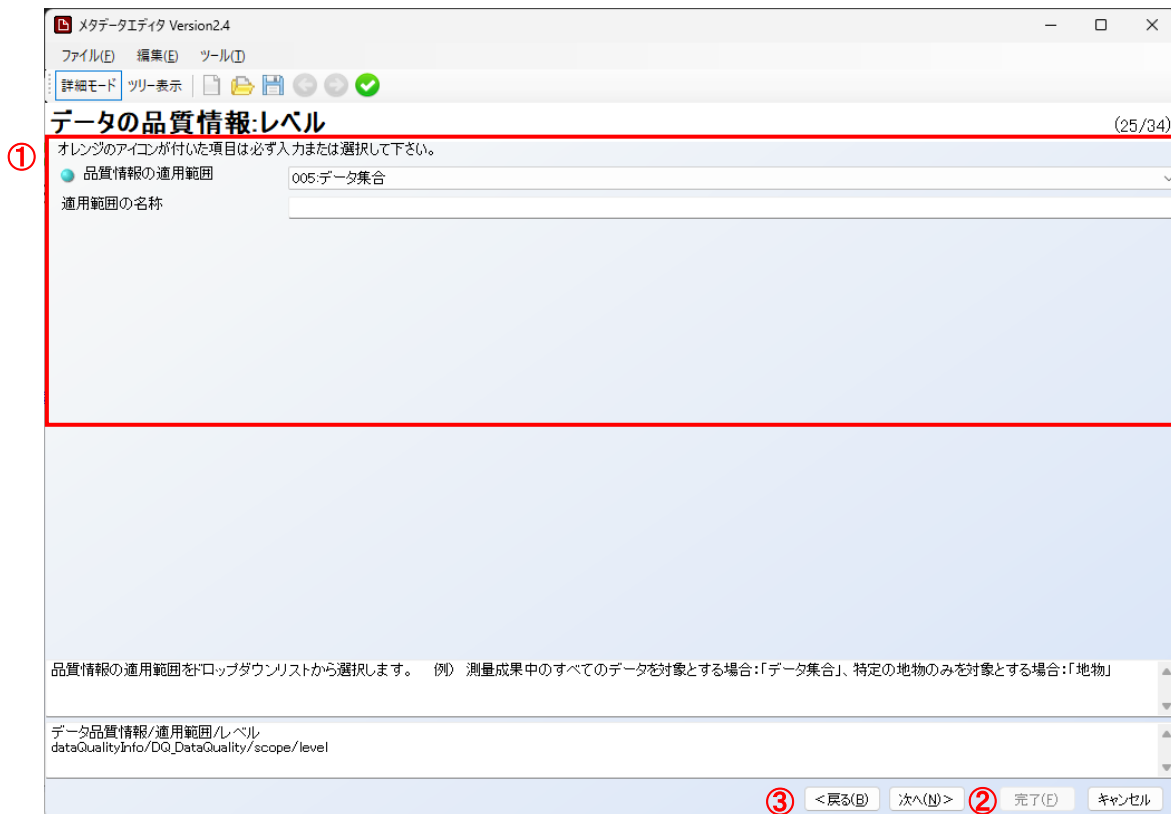 メタデータエディタ Version2.4
ファイル(F) 編集(E) ツール(T)
詳細モード ツリー表示
データの品質情報:レベル (25/34)
① オレンジのアイコンが付いた項目は必ず入力または選択して下さい。
品質情報の適用範囲 005:データ集合
適用範囲の名称
品質情報の適用範囲をドロップダウンリストから選択します。 例) 測量成果中のすべてのデータを対象とする場合:「データ集合」、特定の地物のみを対象とする場合:「地物」
データ品質情報/適用範囲/レベル
dataQualityInfo/DQ_DataQuality/scope/level
③ <戻る(B) 次へ(N)> ② 完了(F) キャンセル